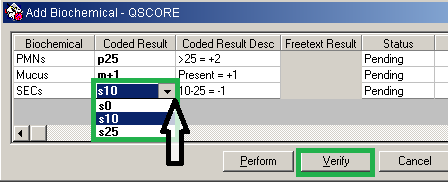 Add Biochemical - QSCORE
Biochemical Coded Result Coded Result Desc Freetext Result Status
PMNs p25 >25 = +2 Pending
Mucus m+1 Present = +1 Pending
SECs s10 10-25 = -1 Pending
s0
s10
s25
Perform Verify Cancel